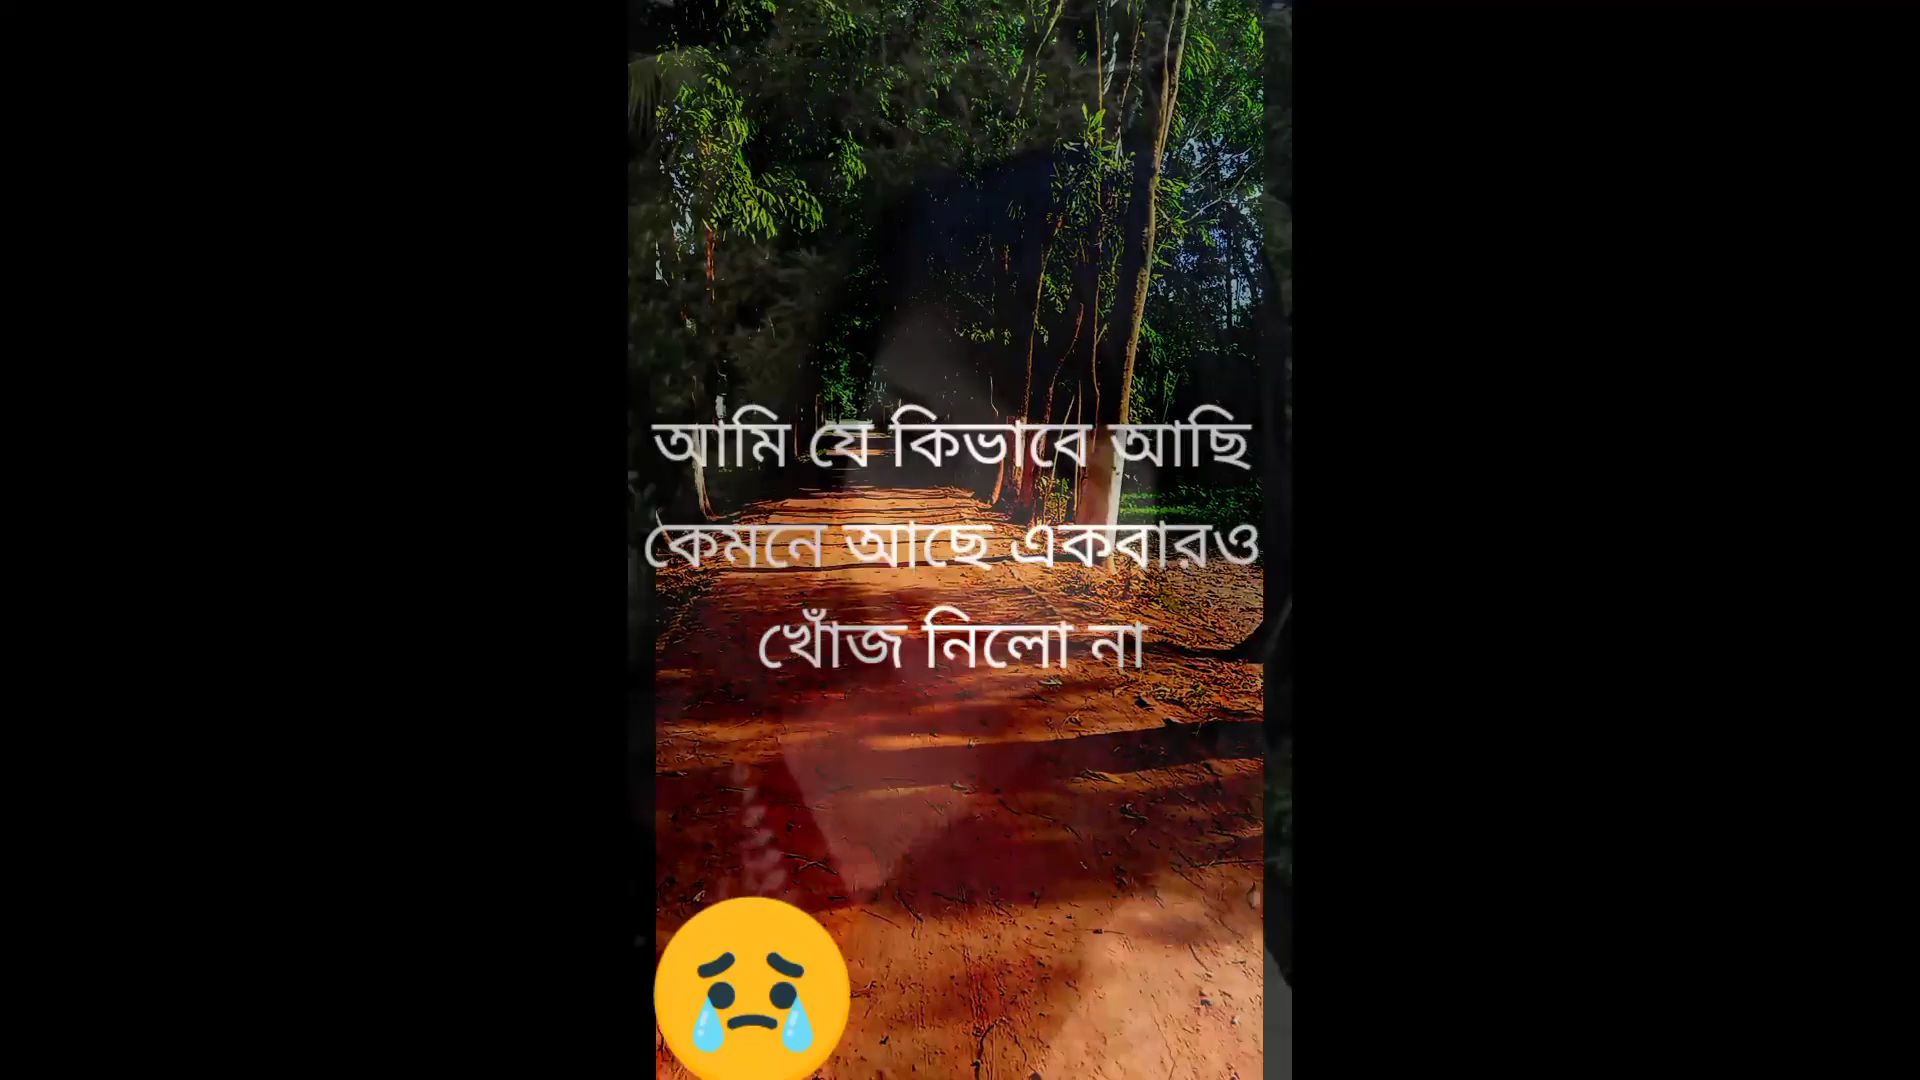 আমি যে কিভাবে আছি
কেমনে আছে একবারও
খোঁজ নিলো না